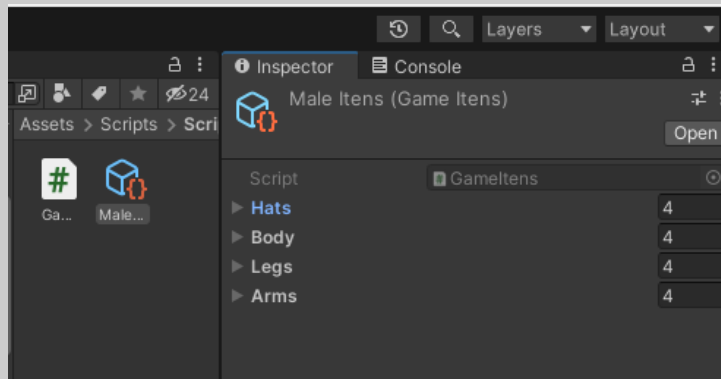 Layers
Layout
Inspector
Console
24
Male Itens (Game Itens)
Open
Assets > Scripts > Scri
Ga...
Male...
Script
GameItens
Hats
4
Body
4
Legs
4
Arms
4